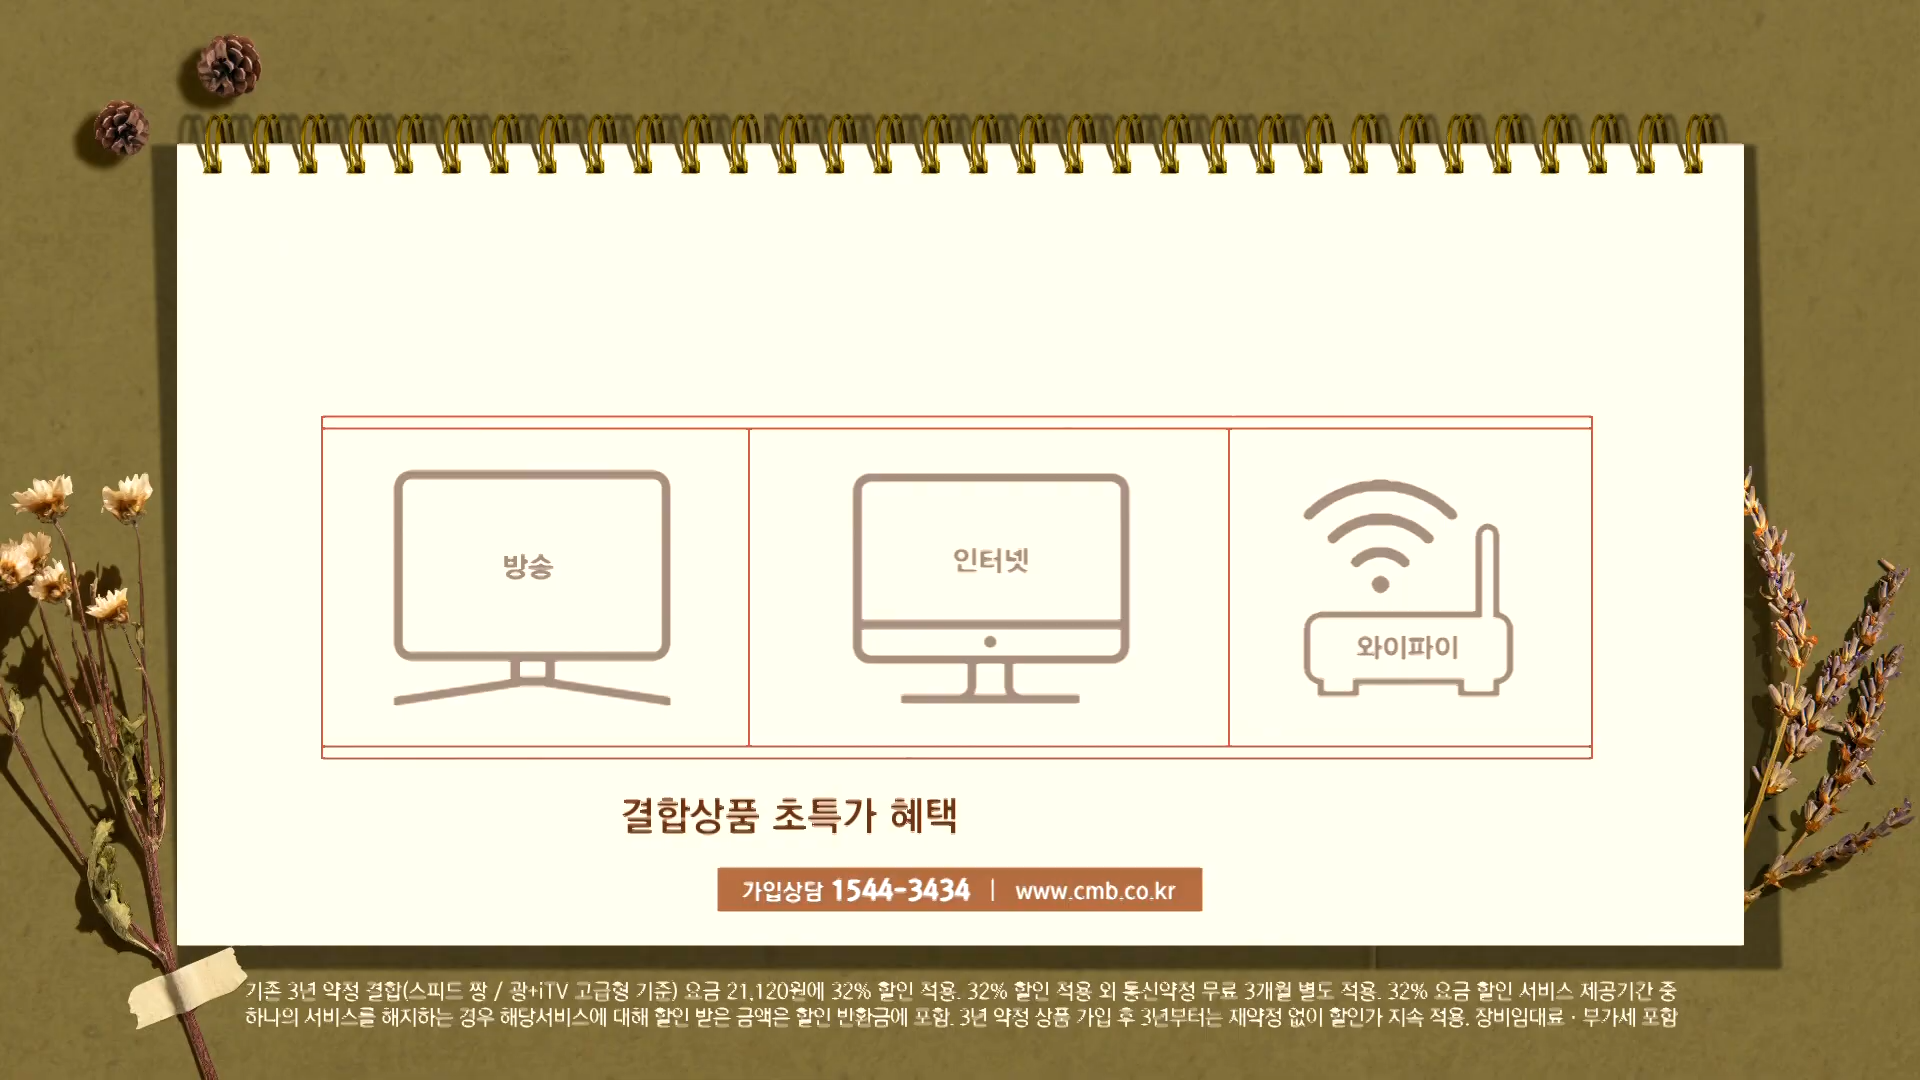 방송
인터넷
와이파이
결합상품 초특가 혜택
가입상담 1544-3434 | www.cmb.co.kr
기존 3년 약정 결합(스피드 짱 / 광+iTV 고급형 기준) 요금 21,120원에 32% 할인 적용. 32% 할인 적용 외 통신약정 무료 3개월 별도 적용. 32% 요금 할인 서비스 제공기간 중
하나의 서비스를 해지하는 경우 해당서비스에 대해 할인 받은 금액은 할인 반환금에 포함. 3년 약정 상품 가입 후 3년부터는 재약정 없이 할인가 지속 적용. 장비임대료 · 부가세 포함